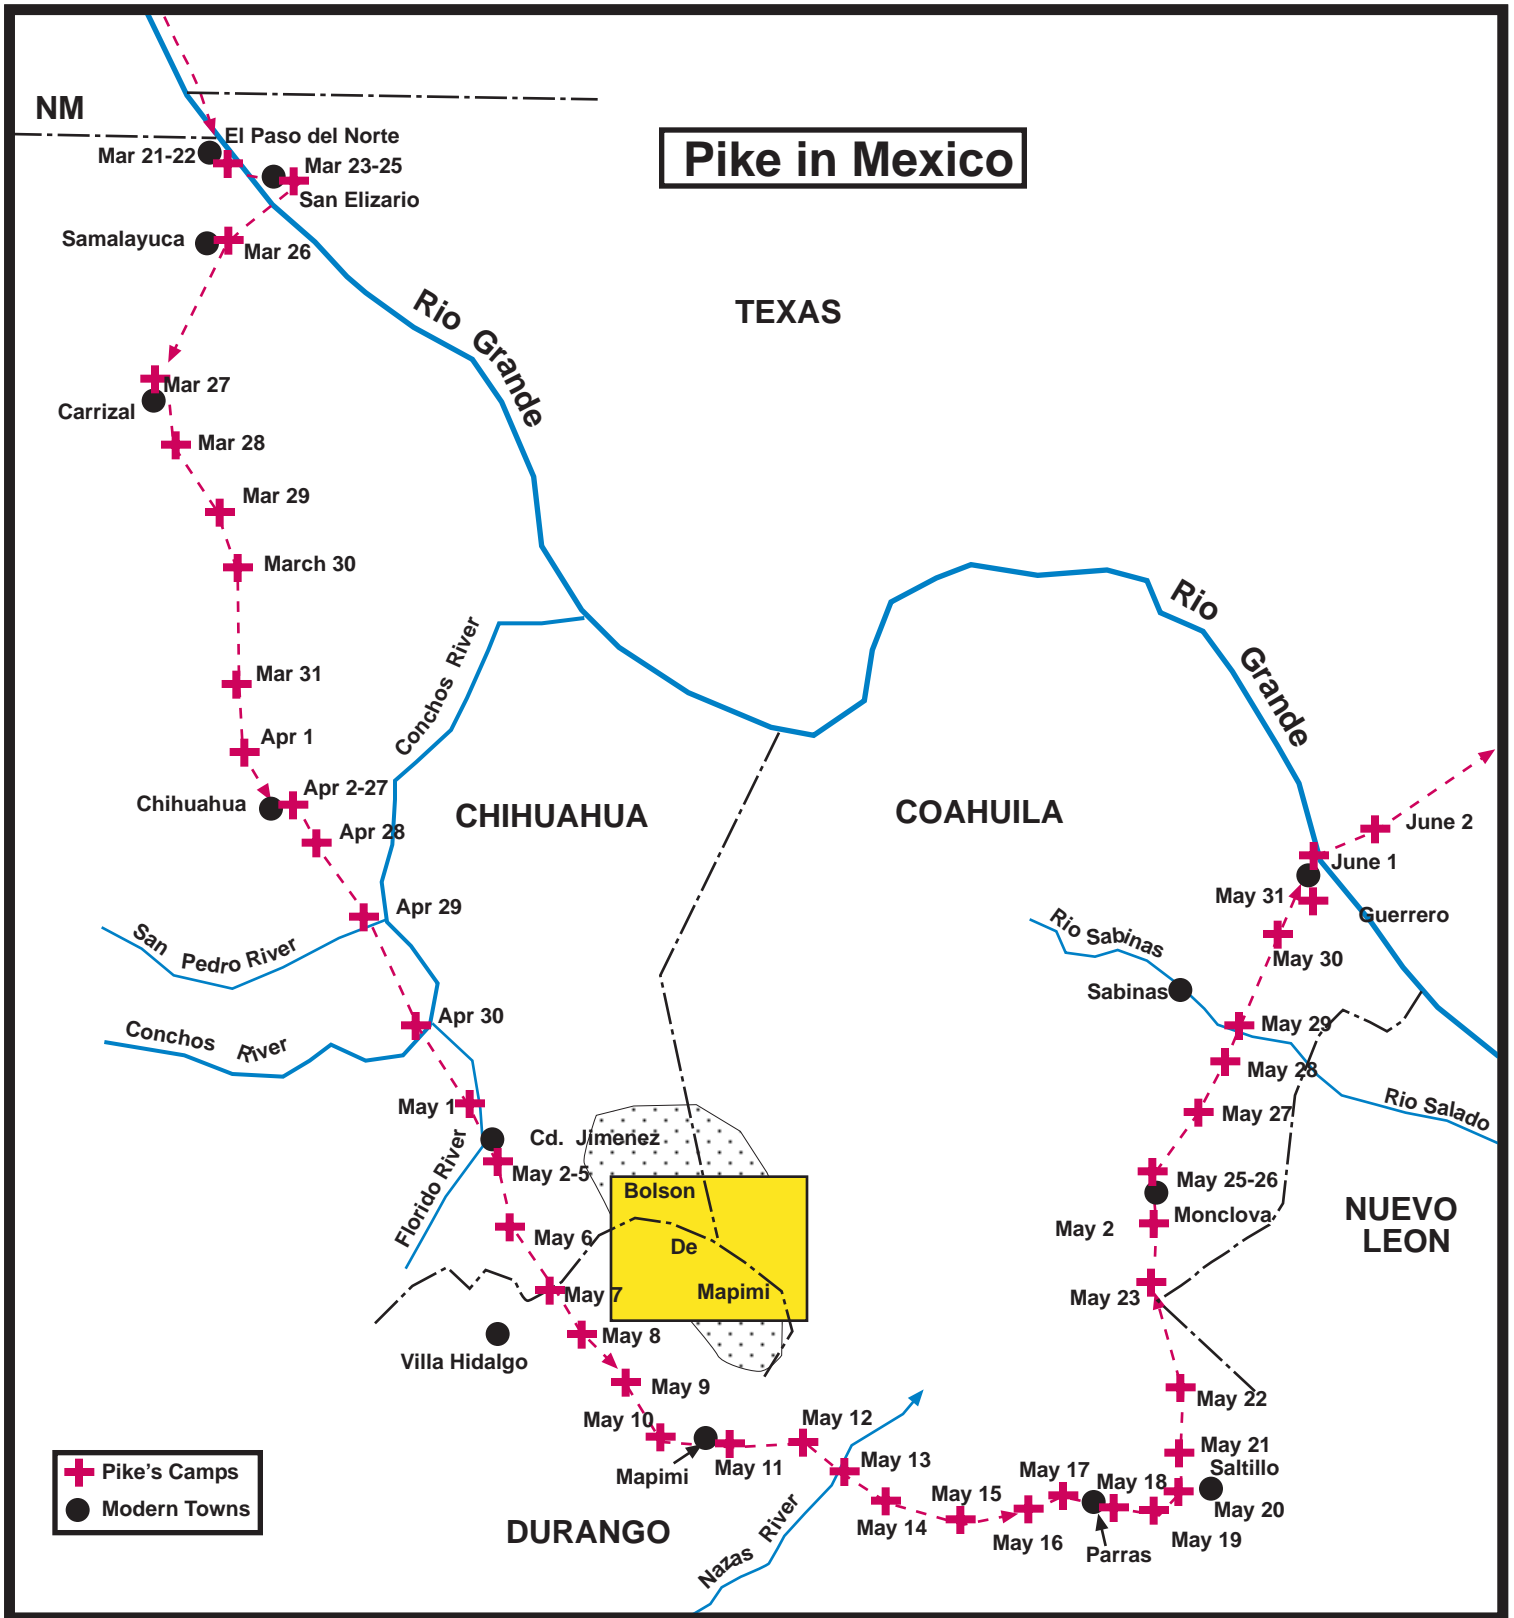 NM
El Paso del Norte
Mar 21-22
Mar 23-25
San Elizario
Pike in Mexico
Samalayuca
Mar 26
TEXAS
Rio Grande
Mar 27
Carrizal
Mar 28
Mar 29
March 30
Rio Grande
Conchos River
Mar 31
Apr 1
Apr 2-27
Chihuahua
CHIHUAHUA
COAHUILA
Apr 28
June 2
June 1
May 31
Guerrero
Apr 29
San Pedro River
Rio Sabinas
May 30
Sabinas
Apr 30
May 29
Conchos River
May 28
May 1
May 27
Rio Salado
Cd. Jimenez
May 2-5
Florido River
May 25-26
Bolson
De
Mapimi
Monclova
May 2
NUEVO
LEON
May 6
May 7
May 23
May 8
Villa Hidalgo
May 9
May 22
May 10
May 12
May 21
Saltillo
Mapimi
May 11
May 13
May 17
May 18
May 15
May 20
May 14
May 16
May 19
Parras
Pike's Camps
Modern Towns
DURANGO
Nazas River